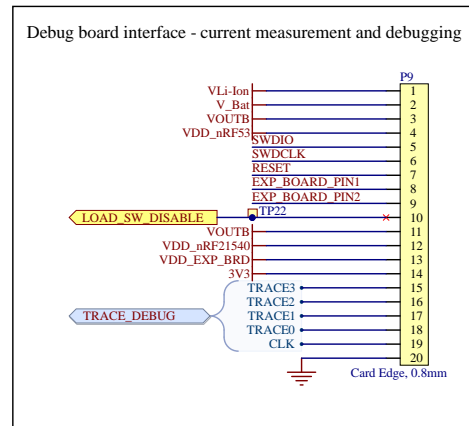 Debug board interface - current measurement and debugging
P9
VLi-Ion 1
V_Bat 2
VOUTB 3
VDD_nRF53 4
SWDIO 5
SWDCLK 6
RESET 7
EXP_BOARD_PIN1 8
EXP_BOARD_PIN2 9
LOAD_SW_DISABLE TP22 10
VOUTB 11
VDD_nRF21540 12
VDD_EXP_BRD 13
3V3 14
TRACE3 15
TRACE2 16
TRACE_DEBUG TRACE1 17
TRACE0 18
CLK 19
20
Card Edge, 0.8mm